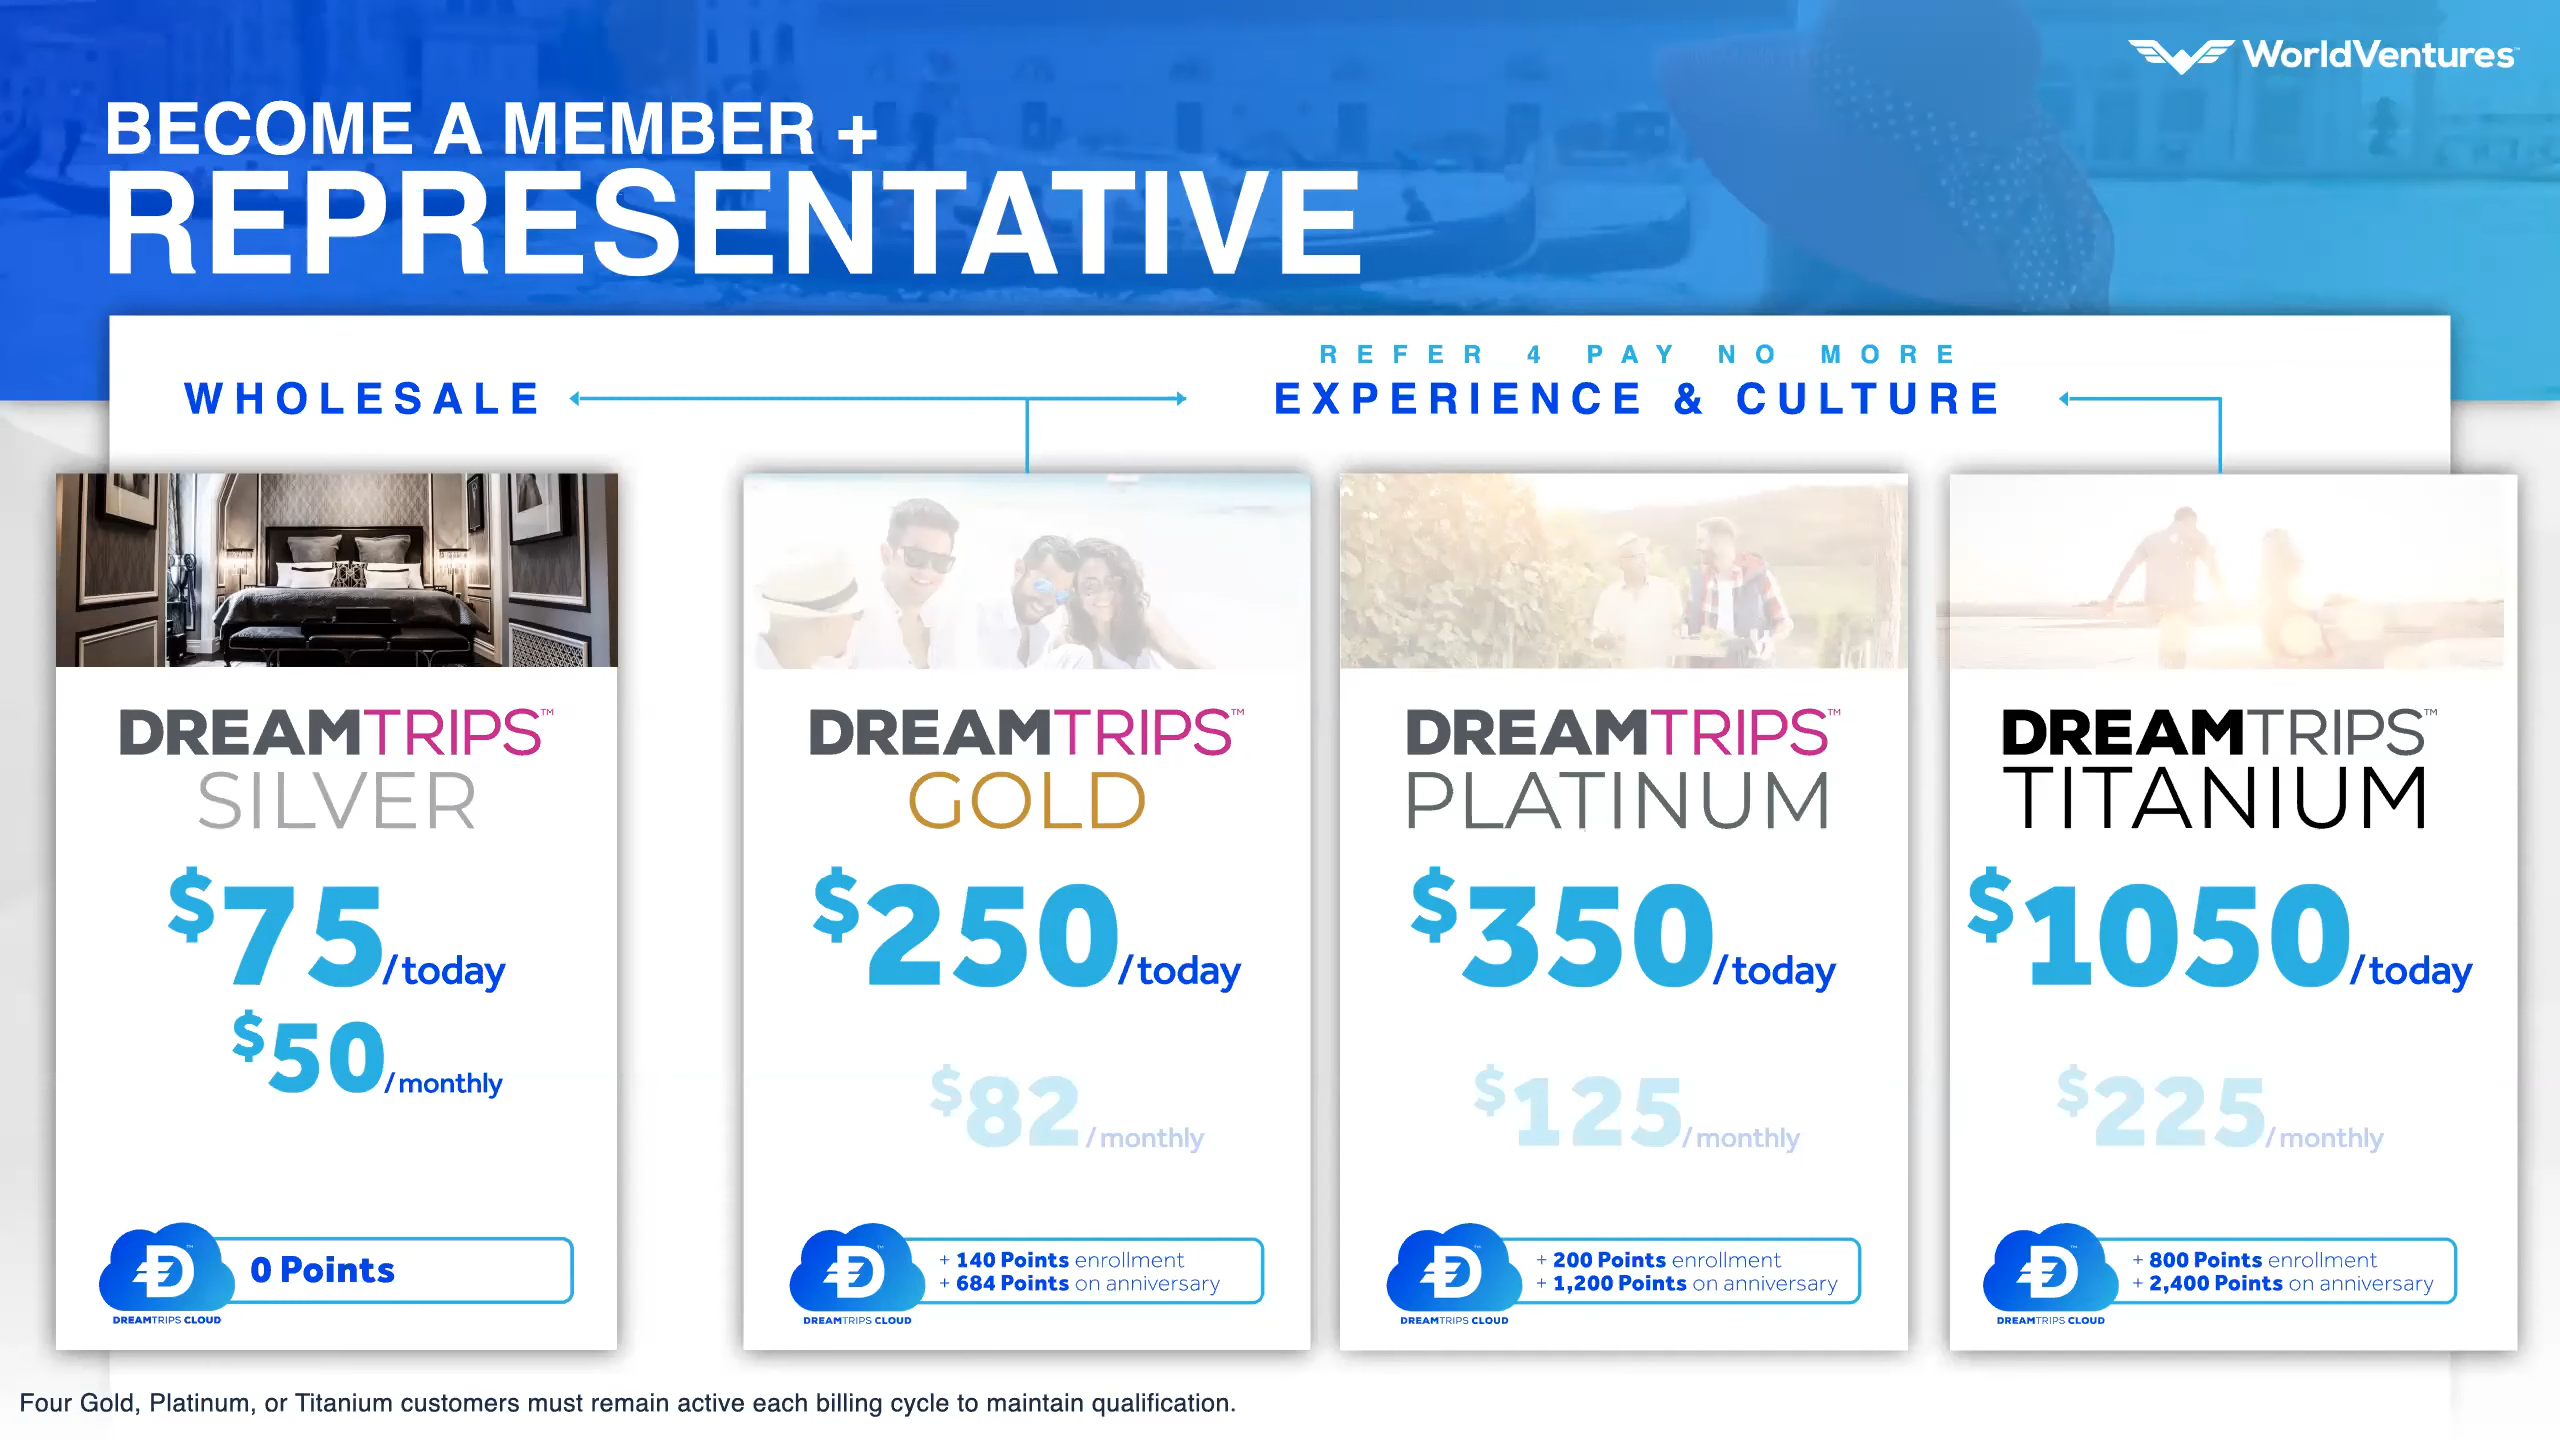 WorldVentures™
BECOME A MEMBER +
REPRESENTATIVE
REFER 4 PAY NO MORE
WHOLESALE
EXPERIENCE & CULTURE
DREAMTRIPS™
SILVER
$75/today
$50/monthly
0 Points
DREAMTRIPS CLOUD
DREAMTRIPS™
GOLD
$250/today
$82/monthly
+ 140 Points enrollment
+ 684 Points on anniversary
DREAMTRIPS CLOUD
DREAMTRIPS™
PLATINUM
$350/today
$125/monthly
+ 200 Points enrollment
+ 1,200 Points on anniversary
DREAMTRIPS CLOUD
DREAMTRIPS™
TITANIUM
$1050/today
$225/monthly
+ 800 Points enrollment
+ 2,400 Points on anniversary
DREAMTRIPS CLOUD
Four Gold, Platinum, or Titanium customers must remain active each billing cycle to maintain qualification.